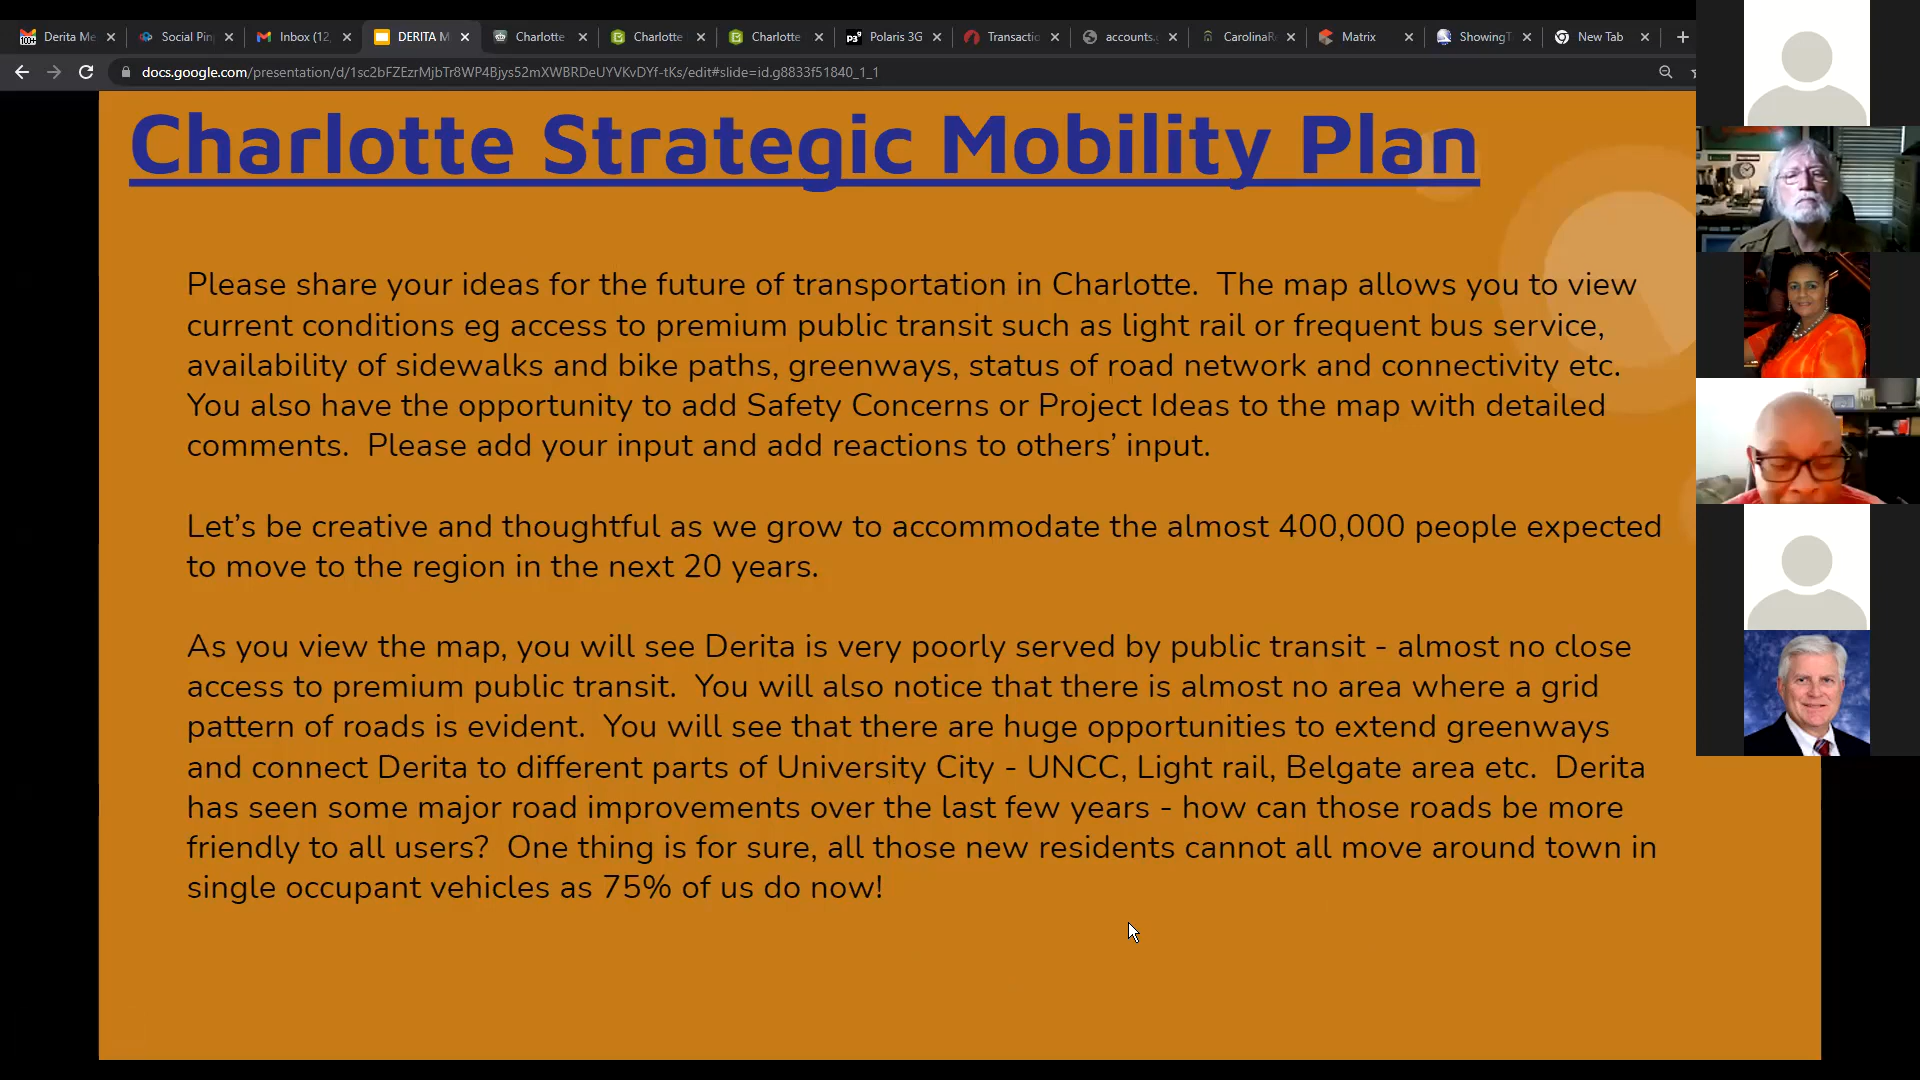 Derita Me
Social Pin
Inbox (12,
DERITA M
Charlotte
Charlotte
Charlotte
Polaris 3G
Transactio
accounts.
CarolinaR
Matrix
ShowingT
New Tab
docs.google.com/presentation/d/1sc2bFZEzrMjbTr8WP4Bjys52mXWBRDeUYVKvDYf-tKs/edit#slide=id.g8833f51840_1_1
Charlotte Strategic Mobility Plan
Please share your ideas for the future of transportation in Charlotte.  The map allows you to view
current conditions eg access to premium public transit such as light rail or frequent bus service,
availability of sidewalks and bike paths, greenways, status of road network and connectivity etc.
You also have the opportunity to add Safety Concerns or Project Ideas to the map with detailed
comments.  Please add your input and add reactions to others’ input.
Let’s be creative and thoughtful as we grow to accommodate the almost 400,000 people expected
to move to the region in the next 20 years.
As you view the map, you will see Derita is very poorly served by public transit - almost no close
access to premium public transit.  You will also notice that there is almost no area where a grid
pattern of roads is evident.  You will see that there are huge opportunities to extend greenways
and connect Derita to different parts of University City - UNCC, Light rail, Belgate area etc.  Derita
has seen some major road improvements over the last few years - how can those roads be more
friendly to all users?  One thing is for sure, all those new residents cannot all move around town in
single occupant vehicles as 75% of us do now!